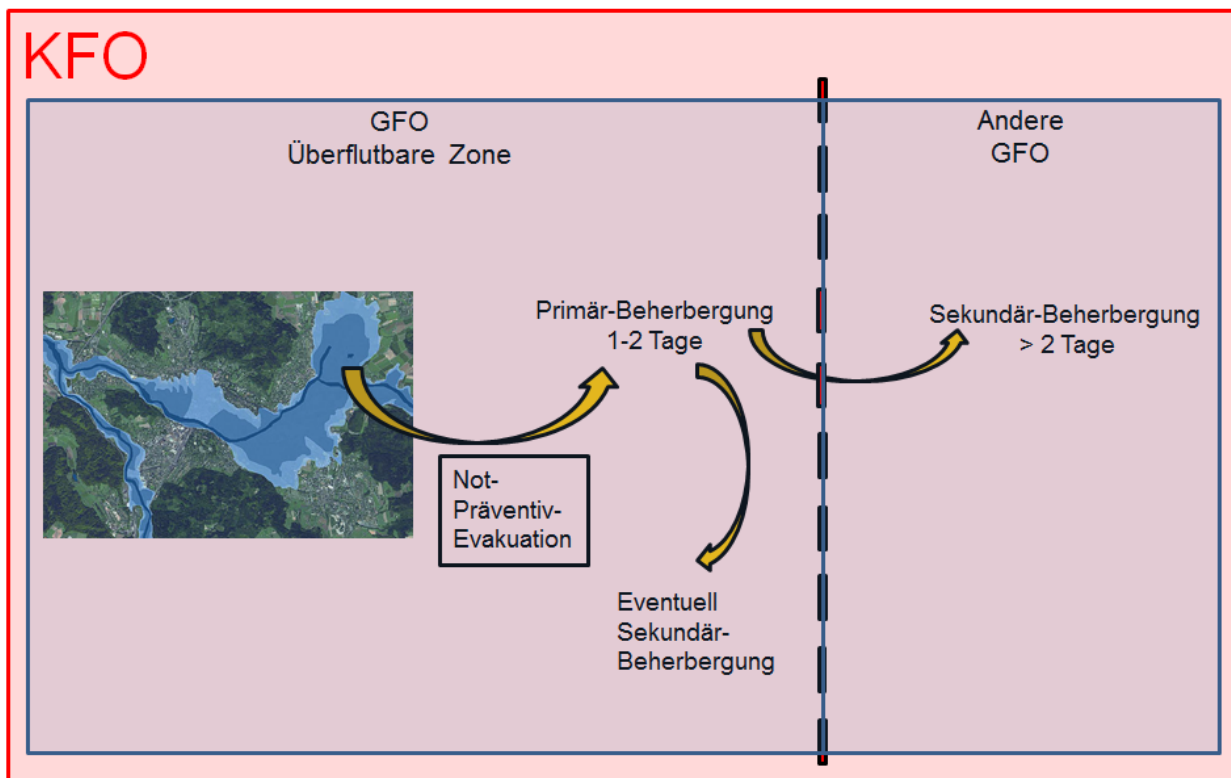 KFO
GFO
Überflutbare Zone
Andere
GFO
Primär-Beherbergung
1-2 Tage
Sekundär-Beherbergung
> 2 Tage
Not-
Präventiv-
Evakuation
Eventuell
Sekundär-
Beherbergung